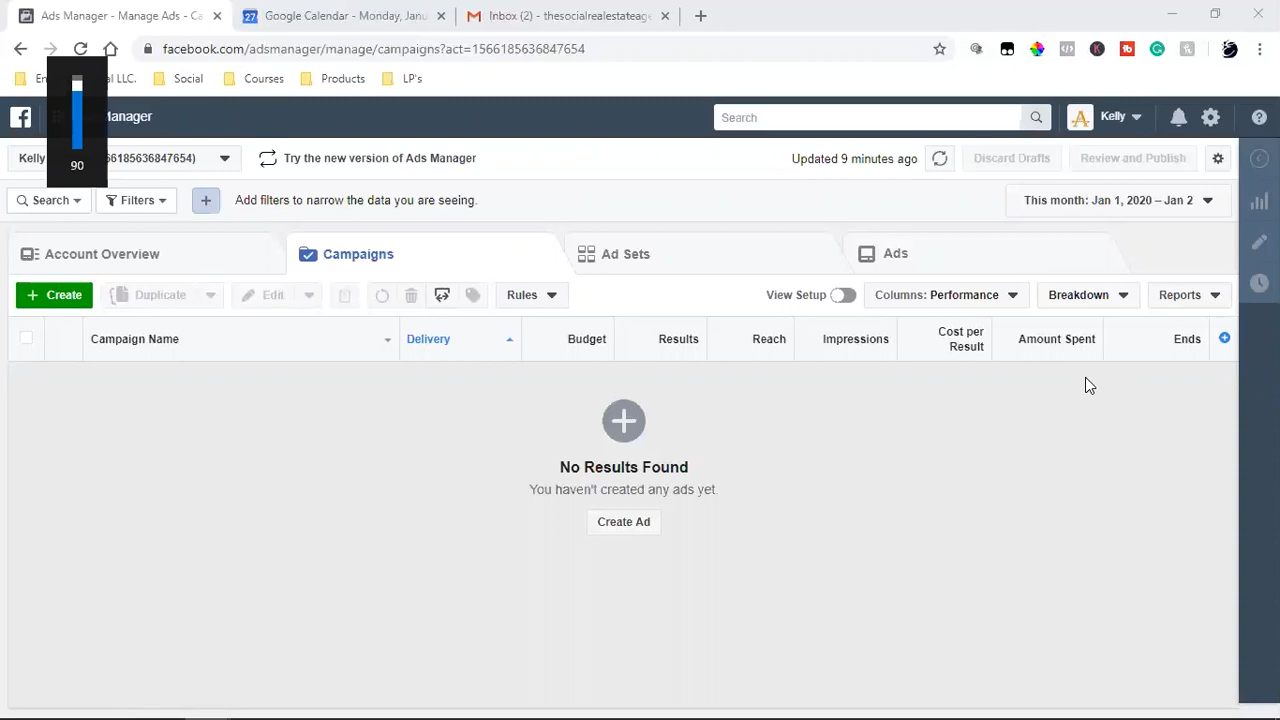 Ads Manager - Manage Ads - Ca
Google Calendar - Monday, Janu
Inbox (2) - thesocialrealestateage
facebook.com/adsmanager/manage/campaigns?act=1566185636847654
En
al LLC.
Social
Courses
Products
LP's
Manager
Search
Kelly
Kelly
66185636847654)
Try the new version of Ads Manager
Updated 9 minutes ago
Discard Drafts
Review and Publish
90
Search
Filters
Add filters to narrow the data you are seeing.
This month: Jan 1, 2020 – Jan 2
Account Overview
Campaigns
Ad Sets
Ads
Create
Duplicate
Edit
Rules
View Setup
Columns: Performance
Breakdown
Reports
Campaign Name
Delivery
Budget
Results
Reach
Impressions
Cost per
Result
Amount Spent
Ends
No Results Found
You haven't created any ads yet.
Create Ad